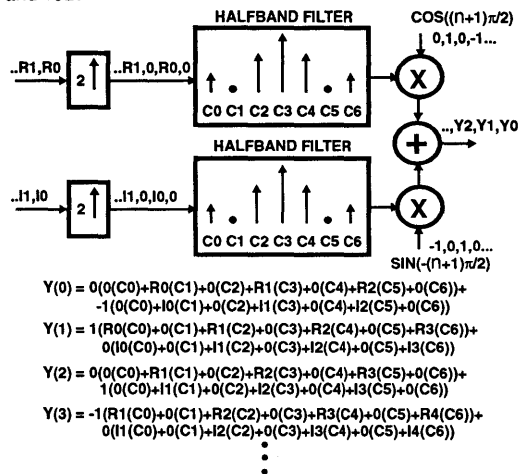 HALFBAND FILTER
COS((n+1)π/2)
0,1,0,-1...
..R1,R0
2
..R1,0,R0,0
C0 C1 C2 C3 C4 C5 C6
X
+
..,Y2,Y1,Y0
HALFBAND FILTER
..I1,I0
2
..I1,0,I0,0
C0 C1 C2 C3 C4 C5 C6
X
-1,0,1,0...
SIN(-(n+1)π/2)
Y(0) = 0(0(C0)+R0(C1)+0(C2)+R1(C3)+0(C4)+R2(C5)+0(C6))+
-1(0(C0)+I0(C1)+0(C2)+I1(C3)+0(C4)+I2(C5)+0(C6))
Y(1) = 1(R0(C0)+0(C1)+R1(C2)+0(C3)+R2(C4)+0(C5)+R3(C6))+
0(I0(C0)+0(C1)+I1(C2)+0(C3)+I2(C4)+0(C5)+I3(C6))
Y(2) = 0(0(C0)+R1(C1)+0(C2)+R2(C3)+0(C4)+R3(C5)+0(C6))+
1(0(C0)+I1(C1)+0(C2)+I2(C3)+0(C4)+I3(C5)+0(C6))
Y(3) = -1(R1(C0)+0(C1)+R2(C2)+0(C3)+R3(C4)+0(C5)+R4(C6))+
0(I1(C0)+0(C1)+I2(C2)+0(C3)+I3(C4)+0(C5)+I4(C6))